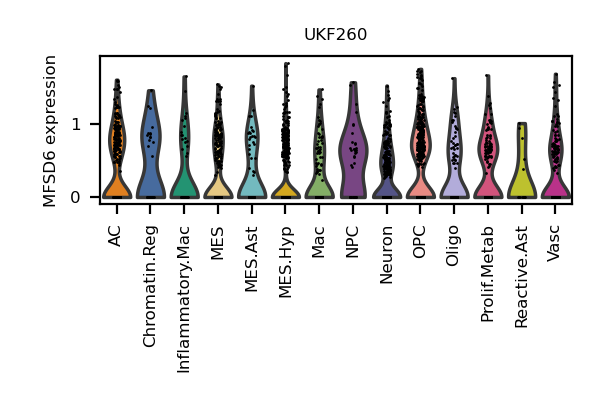 UKF260
MFSD6 expression
1
0
AC
Chromatin.Reg
Inflammatory.Mac
MES
MES.Ast
MES.Hyp
Mac
NPC
Neuron
OPC
Oligo
Prolif.Metab
Reactive.Ast
Vasc